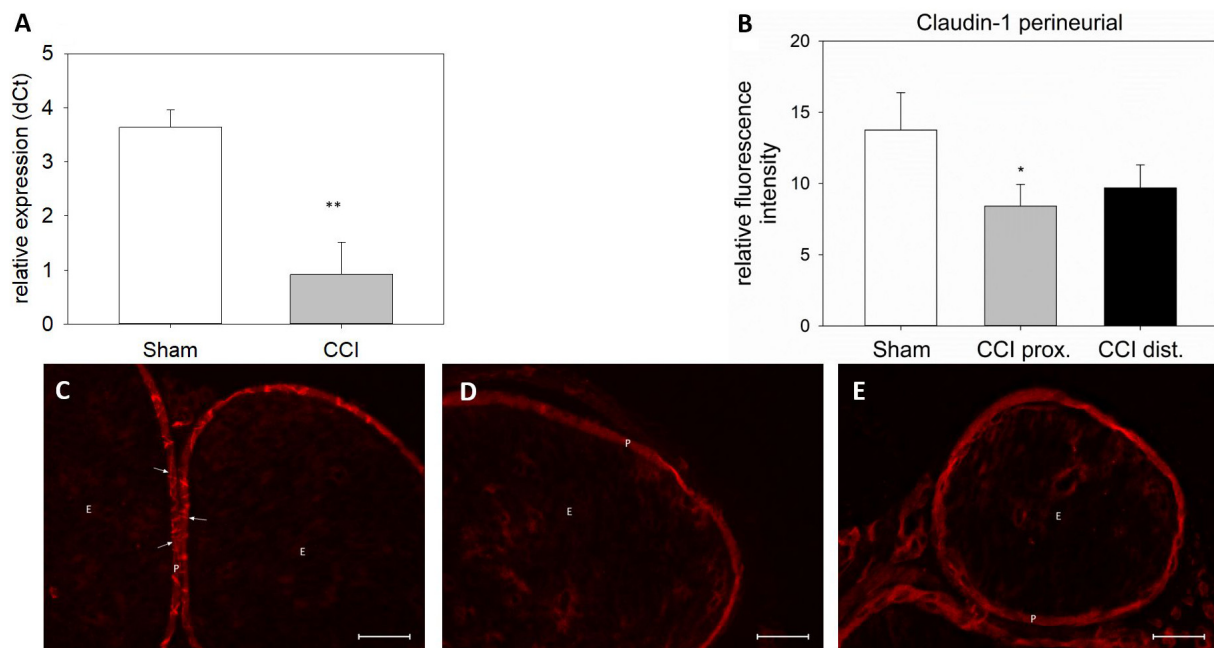 A
relative expression (dCt)
5
4
3
2
1
0
**
Sham CCI
B
Claudin-1 perineurial
relative fluorescence
intensity
20
15
10
5
0
*
Sham CCI prox. CCI dist.
C
E
E
P
D
P
E
E
E
P